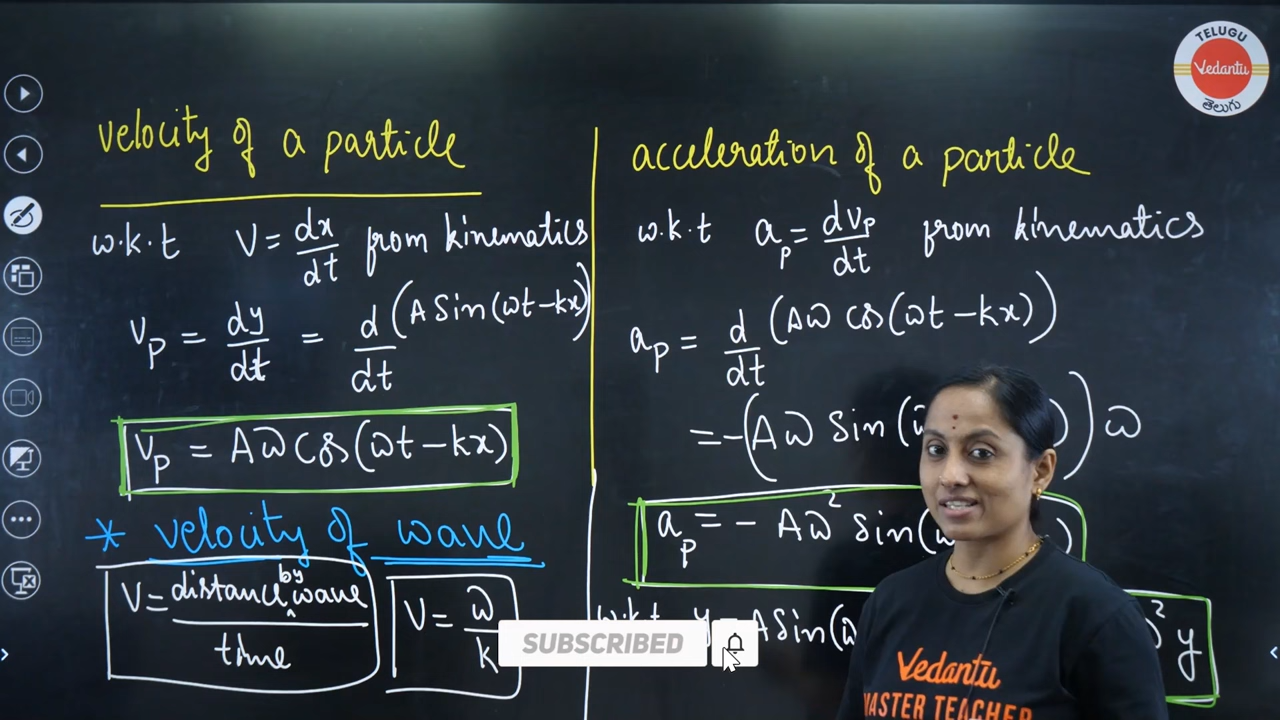 TELUGU
Vedantu
తెలుగు
velocity of a particle
w.k.t V = dx/dt from kinematics
vp = dy/dt = d/dt (A Sin(ωt-kx))
vp = Aω Cos(ωt-kx)
* velocity of wave
V = distance by wave / time
V = ω/k
acceleration of a particle
w.k.t ap = dvp/dt from kinematics
ap = d/dt (Aω Cos(ωt-kx))
= -(Aω Sin( ) ω
ap = - Aω² sin(
w.k.t y = A Sin(ω
² y
SUBSCRIBED
Vedantu
MASTER TEACHER